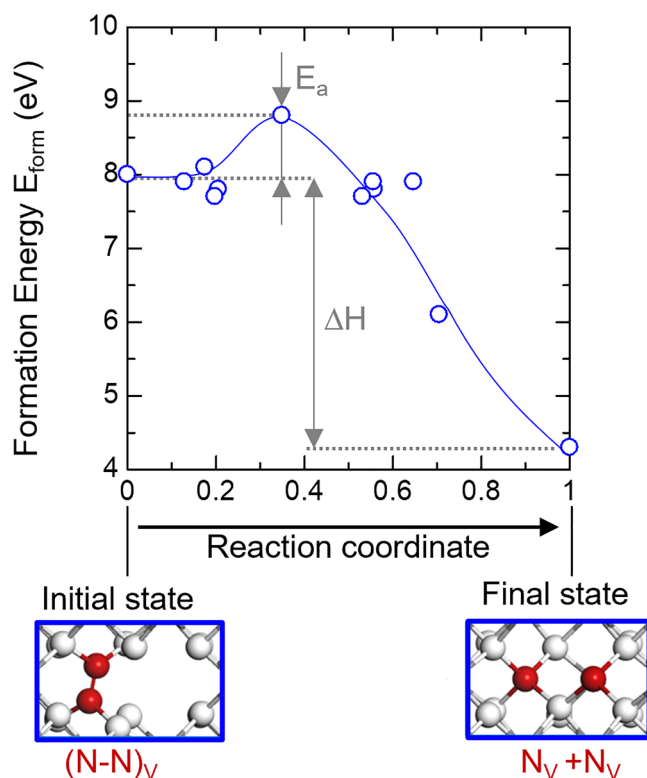 Formation Energy E_form (eV)
10
9
8
7
6
5
4
E_a
ΔH
0
0.2
0.4
0.6
0.8
1
Reaction coordinate
Initial state
Final state
(N-N)_V
N_V +N_V